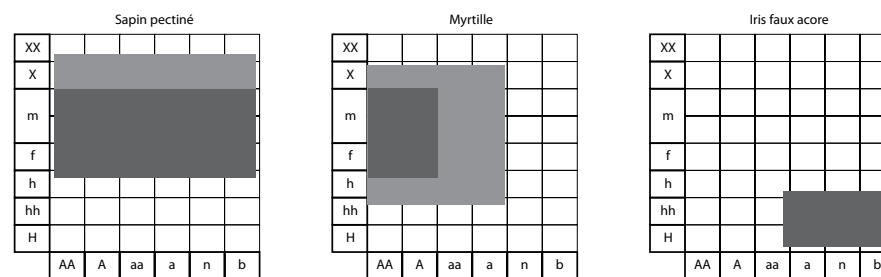 Sapin pectiné
XX
X
m
f
h
hh
H
AA A aa a n b
Myrtille
XX
X
m
f
h
hh
H
AA A aa a n b
Iris faux acore
XX
X
m
f
h
hh
H
AA A aa a n b